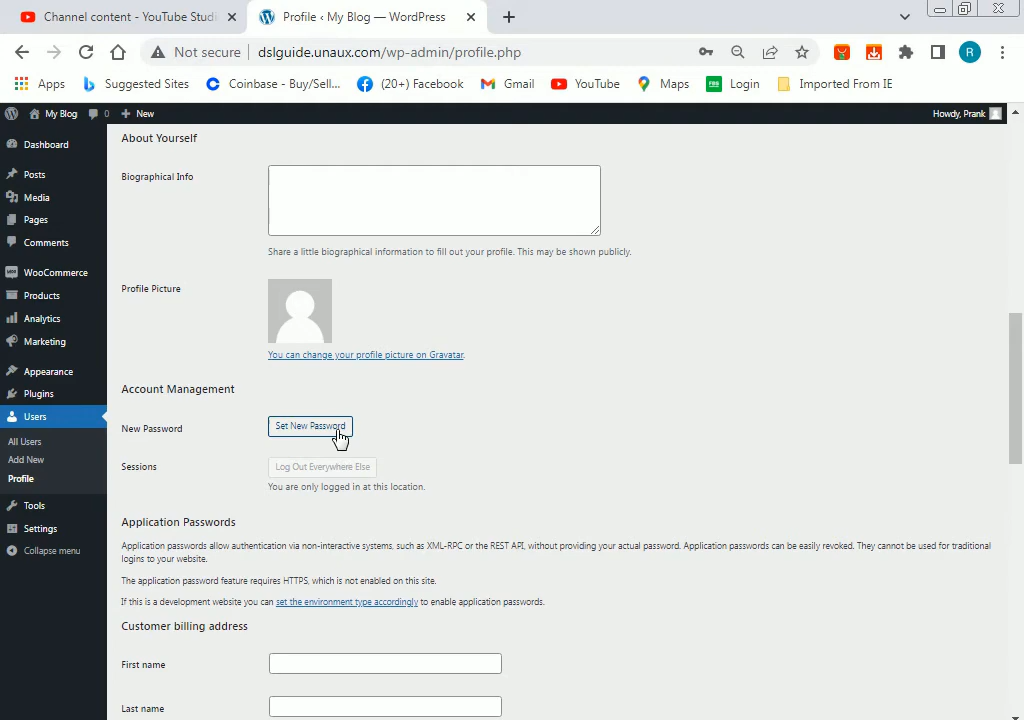 Channel content - YouTube Studi
Profile ‹ My Blog — WordPress
Not secure
dslguide.unaux.com/wp-admin/profile.php
R
Apps
Suggested Sites
Coinbase - Buy/Sell...
(20+) Facebook
Gmail
YouTube
Maps
Login
Imported From IE
My Blog
0
New
Howdy, Prank
Dashboard
Posts
Media
Pages
Comments
WooCommerce
Products
Analytics
Marketing
Appearance
Plugins
Users
All Users
Add New
Profile
Tools
Settings
Collapse menu
About Yourself
Biographical Info
Share a little biographical information to fill out your profile. This may be shown publicly.
Profile Picture
You can change your profile picture on Gravatar.
Account Management
New Password
Set New Password
Sessions
Log Out Everywhere Else
You are only logged in at this location.
Application Passwords
Application passwords allow authentication via non-interactive systems, such as XML-RPC or the REST API, without providing your actual password. Application passwords can be easily revoked. They cannot be used for traditional
logins to your website.
The application password feature requires HTTPS, which is not enabled on this site.
If this is a development website you can set the environment type accordingly to enable application passwords.
Customer billing address
First name
Last name